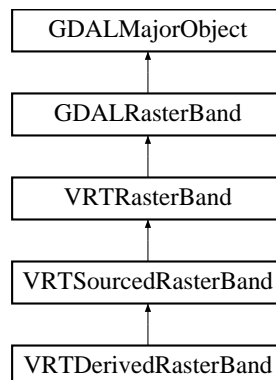 GDALMajorObject
GDALRasterBand
VRTRasterBand
VRTSourcedRasterBand
VRTDerivedRasterBand